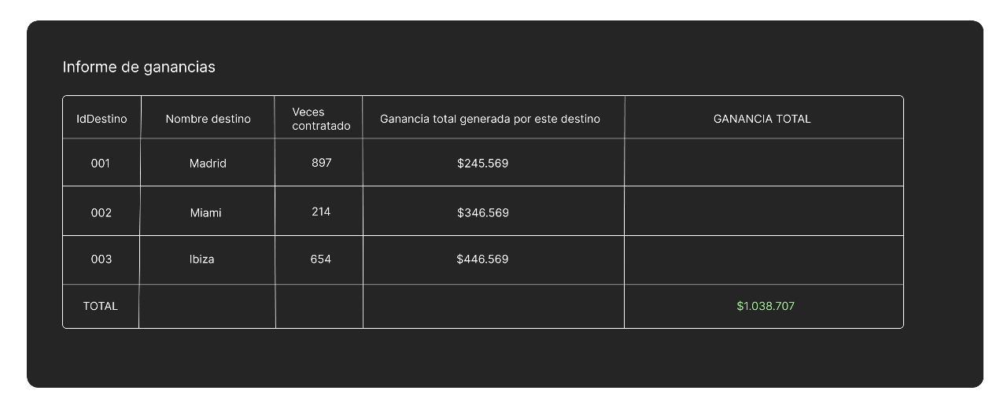 Informe de ganancias
IdDestino
Nombre destino
Veces
contratado
Ganancia total generada por este destino
GANANCIA TOTAL
001
Madrid
897
$245.569
002
Miami
214
$346.569
003
Ibiza
654
$446.569
TOTAL
$1.038.707